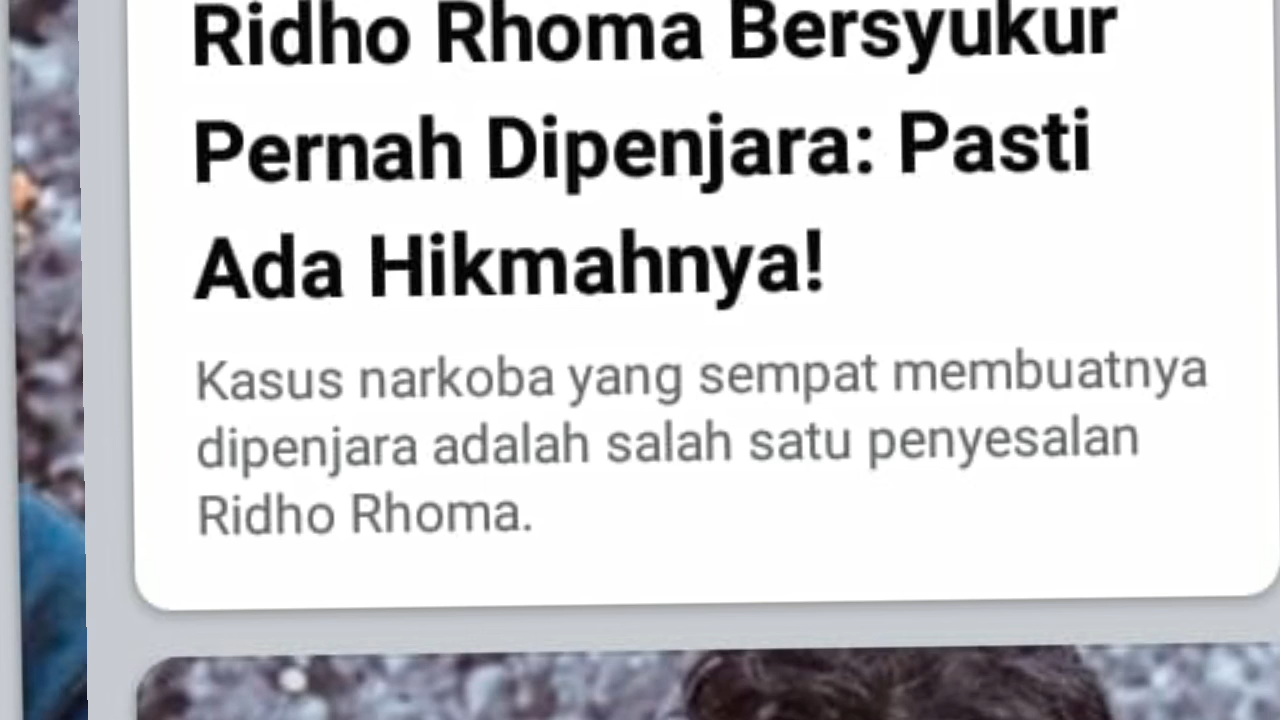 Ridho Rhoma Bersyukur
Pernah Dipenjara: Pasti
Ada Hikmahnya!
Kasus narkoba yang sempat membuatnya
dipenjara adalah salah satu penyesalan
Ridho Rhoma.